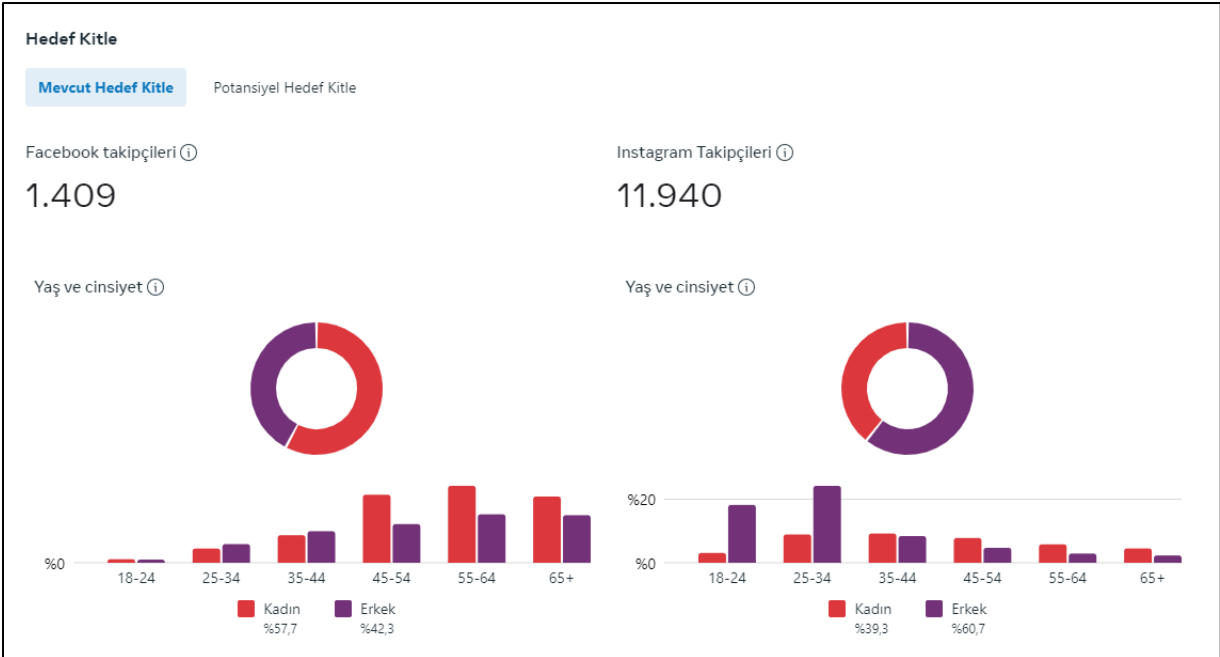 Hedef Kitle
Mevcut Hedef Kitle
Potansiyel Hedef Kitle
Facebook takipçileri
1.409
Yaş ve cinsiyet
%0
18-24 25-34 35-44 45-54 55-64 65+
Kadın Erkek
%57,7 %42,3
Instagram Takipçileri
11.940
Yaş ve cinsiyet
%20
%0
18-24 25-34 35-44 45-54 55-64 65+
Kadın Erkek
%39,3 %60,7